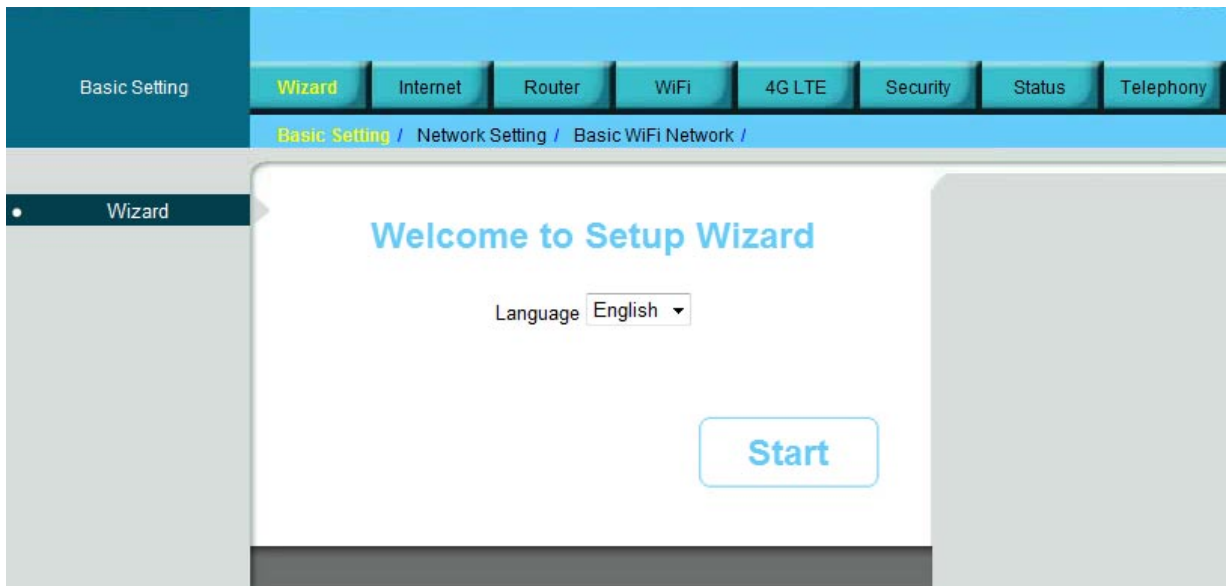 Basic Setting
Wizard Internet Router WiFi 4G LTE Security Status Telephony
Basic Setting / Network Setting / Basic WiFi Network /
Wizard
Welcome to Setup Wizard
Language English
Start